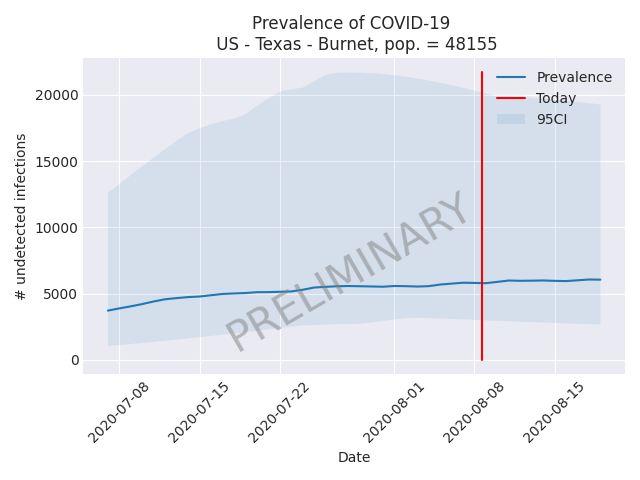 Prevalence of COVID-19
US - Texas - Burnet, pop. = 48155
Prevalence
Today
95CI
# undetected infections
20000
15000
10000
5000
0
PRELIMINARY
2020-07-08
2020-07-15
2020-07-22
2020-08-01
2020-08-08
2020-08-15
Date